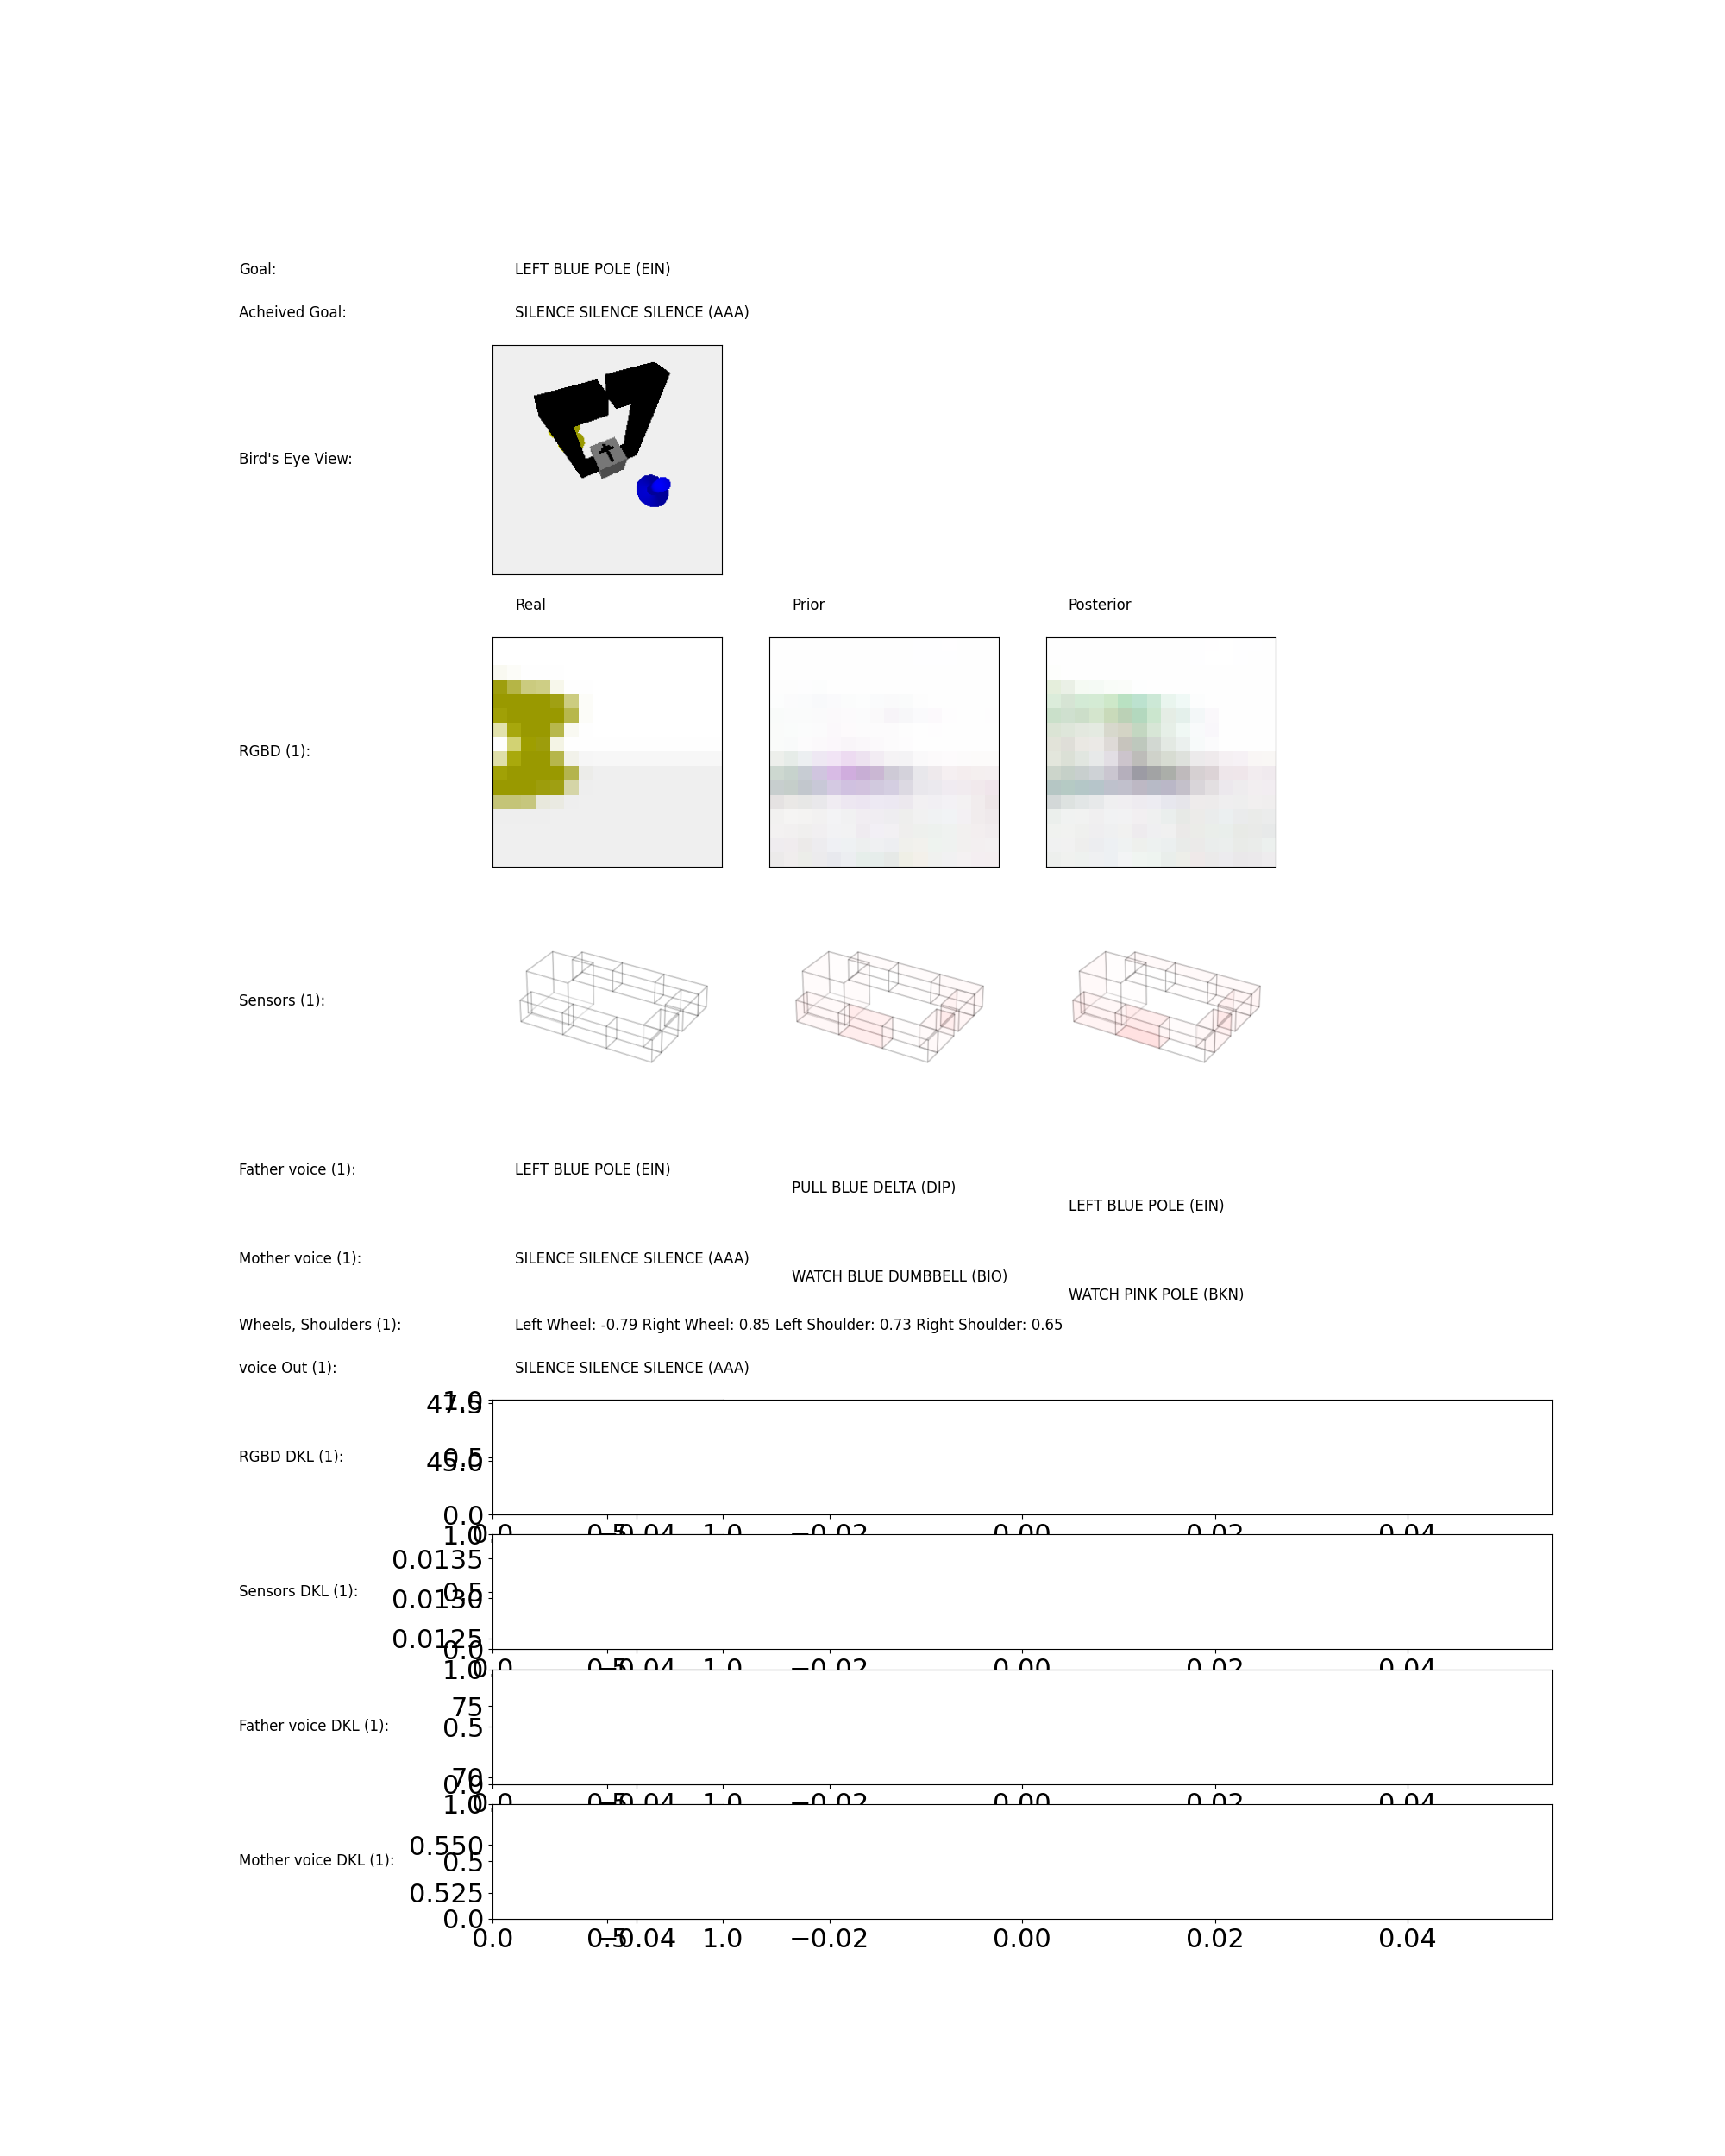 Goal: LEFT BLUE POLE (EIN)
Acheived Goal: SILENCE SILENCE SILENCE (AAA)
Bird's Eye View:
Real Prior Posterior
RGBD (1):
Sensors (1):
Father voice (1): LEFT BLUE POLE (EIN)
PULL BLUE DELTA (DIP)
LEFT BLUE POLE (EIN)
Mother voice (1): SILENCE SILENCE SILENCE (AAA)
WATCH BLUE DUMBBELL (BIO)
WATCH PINK POLE (BKN)
Wheels, Shoulders (1): Left Wheel: -0.79 Right Wheel: 0.85 Left Shoulder: 0.73 Right Shoulder: 0.65
voice Out (1): SILENCE SILENCE SILENCE (AAA)
1.0
47.5
RGBD DKL (1):
0.5
45.0
0.0
0.0 0.5 −0.04 1.0 −0.02 0.00 0.02 0.04
1.0
0.0135
Sensors DKL (1):
0.5
0.0130
0.0125
0.0
0.0 0.5 −0.04 1.0 −0.02 0.00 0.02 0.04
1.0
75
Father voice DKL (1):
0.5
70
0.0
0.0 0.5 −0.04 1.0 −0.02 0.00 0.02 0.04
1.0
0.550
Mother voice DKL (1):
0.5
0.525
0.0
0.0 0.5 −0.04 1.0 −0.02 0.00 0.02 0.04